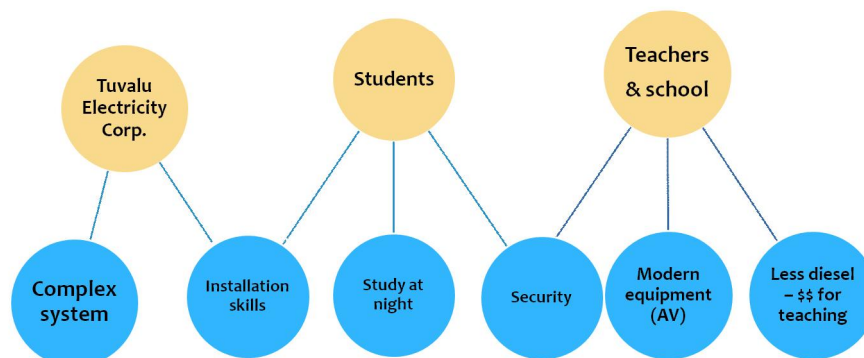 Tuvalu
Electricity
Corp.
Students
Teachers
& school
Complex
system
Installation
skills
Study at
night
Security
Modern
equipment
(AV)
Less diesel
– $$ for
teaching